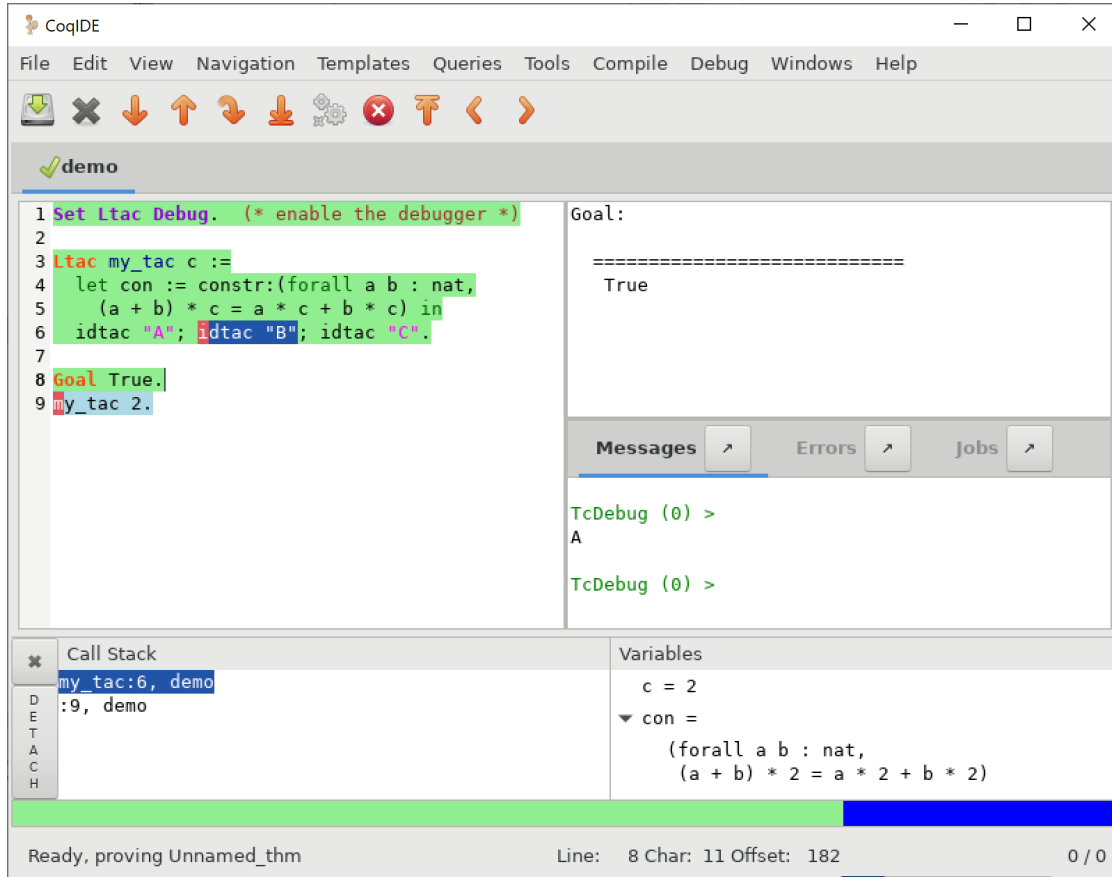 CoqIDE
File Edit View Navigation Templates Queries Tools Compile Debug Windows Help
demo
1 Set Ltac Debug.  (* enable the debugger *)
2
3 Ltac my_tac c :=
4   let con := constr:(forall a b : nat,
5     (a + b) * c = a * c + b * c) in
6   idtac "A"; idtac "B"; idtac "C".
7
8 Goal True.
9 my_tac 2.
Goal:
============================
True
Messages ↗ Errors ↗ Jobs ↗
TcDebug (0) >
A
TcDebug (0) >
DETACH
Call Stack
my_tac:6, demo
:9, demo
Variables
c = 2
con =
(forall a b : nat,
(a + b) * 2 = a * 2 + b * 2)
Ready, proving Unnamed_thm Line: 8 Char: 11 Offset: 182 0 / 0